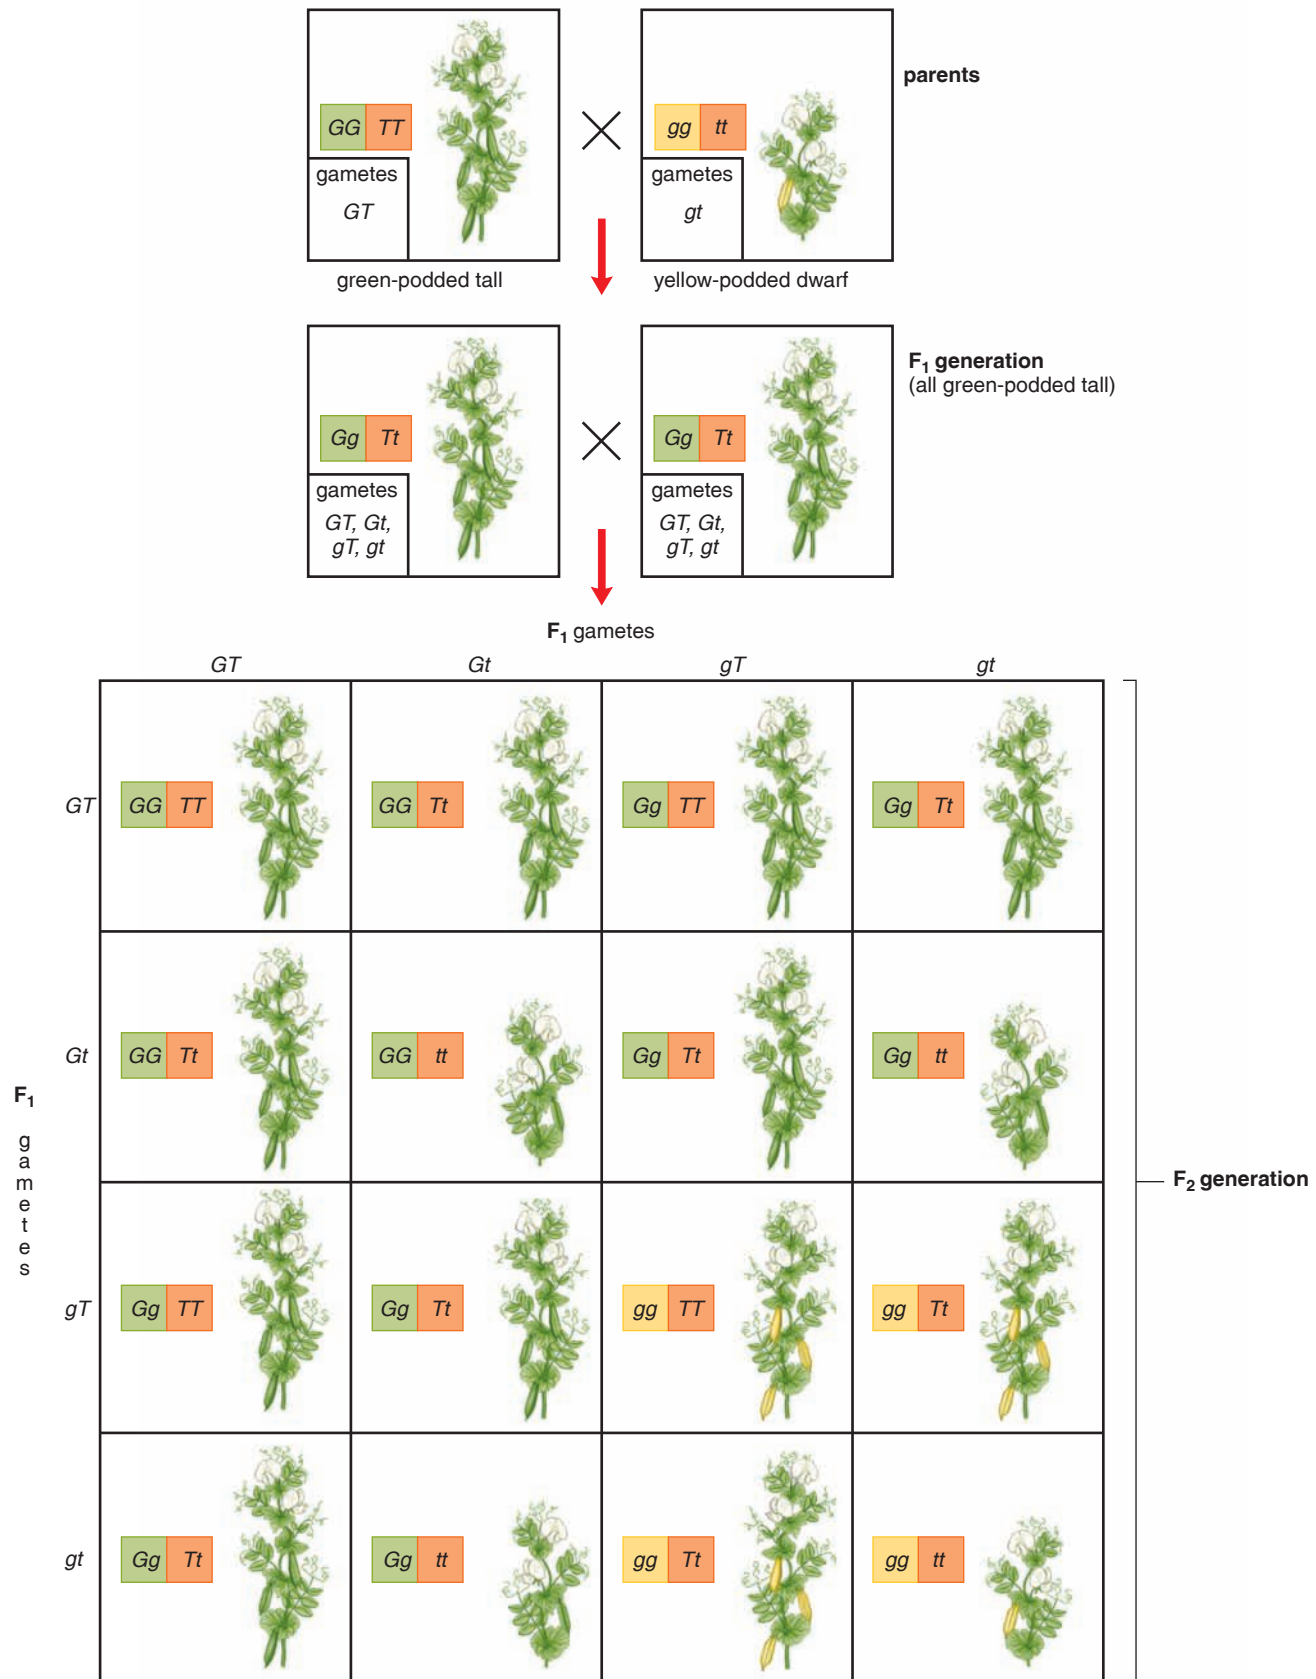 parents
GG TT
gametes
GT
green-podded tall
gg tt
gametes
gt
yellow-podded dwarf
F1 generation
(all green-podded tall)
Gg Tt
gametes
GT, Gt,
gT, gt
Gg Tt
gametes
GT, Gt,
gT, gt
F1 gametes
GT Gt gT gt
GT GG TT GG Tt Gg TT Gg Tt
Gt GG Tt GG tt Gg Tt Gg tt
F1
gametes
F2 generation
gT Gg TT Gg Tt gg TT gg Tt
gt Gg Tt Gg tt gg Tt gg tt